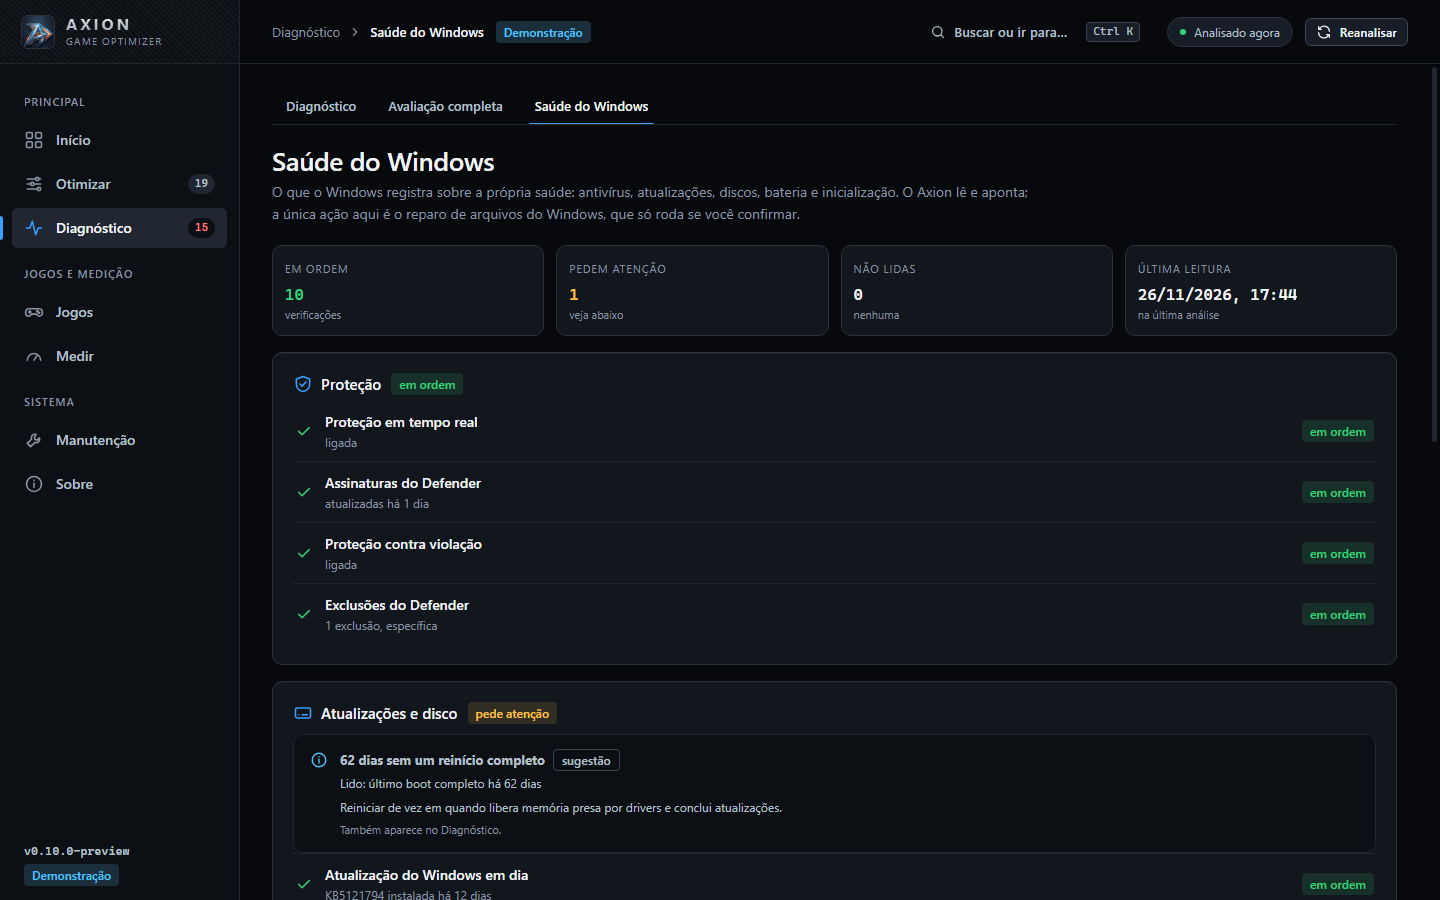 AXION
GAME OPTIMIZER
Diagnóstico > Saúde do Windows Demonstração
Buscar ou ir para... Ctrl K
Analisado agora
Reanalisar
PRINCIPAL
Início
Otimizar 19
Diagnóstico 15
JOGOS E MEDIÇÃO
Jogos
Medir
SISTEMA
Manutenção
Sobre
v0.10.0-preview
Demonstração
Diagnóstico Avaliação completa Saúde do Windows
Saúde do Windows
O que o Windows registra sobre a própria saúde: antivírus, atualizações, discos, bateria e inicialização. O Axion lê e aponta;
a única ação aqui é o reparo de arquivos do Windows, que só roda se você confirmar.
EM ORDEM
10
verificações
PEDEM ATENÇÃO
1
veja abaixo
NÃO LIDAS
0
nenhuma
ÚLTIMA LEITURA
26/11/2026, 17:44
na última análise
Proteção em ordem
Proteção em tempo real
ligada
em ordem
Assinaturas do Defender
atualizadas há 1 dia
em ordem
Proteção contra violação
ligada
em ordem
Exclusões do Defender
1 exclusão, específica
em ordem
Atualizações e disco pede atenção
62 dias sem um reinício completo sugestão
Lido: último boot completo há 62 dias
Reiniciar de vez em quando libera memória presa por drivers e conclui atualizações.
Também aparece no Diagnóstico.
Atualização do Windows em dia
KB5121794 instalada há 12 dias
em ordem